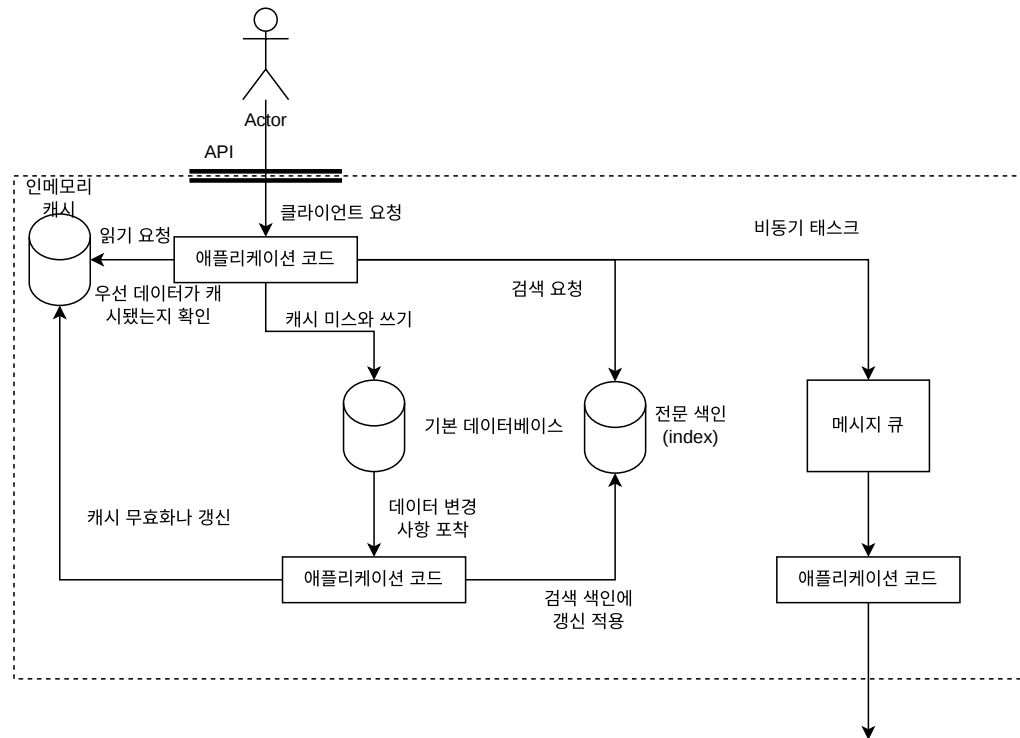 Actor
API
인메모리
캐시
클라이언트 요청
읽기 요청
애플리케이션 코드
비동기 태스크
우선 데이터가 캐
시됐는지 확인
검색 요청
캐시 미스와 쓰기
기본 데이터베이스
전문 색인
(index)
메시지 큐
캐시 무효화나 갱신
데이터 변경
사항 포착
애플리케이션 코드
검색 색인에
갱신 적용
애플리케이션 코드